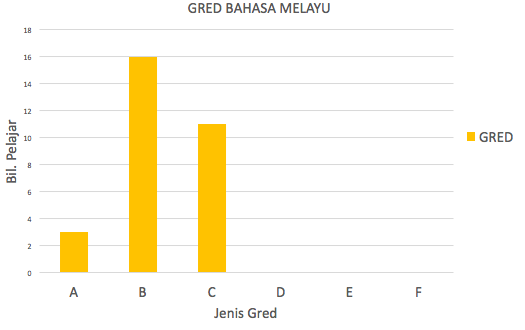 GRED BAHASA MELAYU
18
16
14
12
10
8
6
4
2
0
Bil. Pelajar
A B C D E F
Jenis Gred
GRED